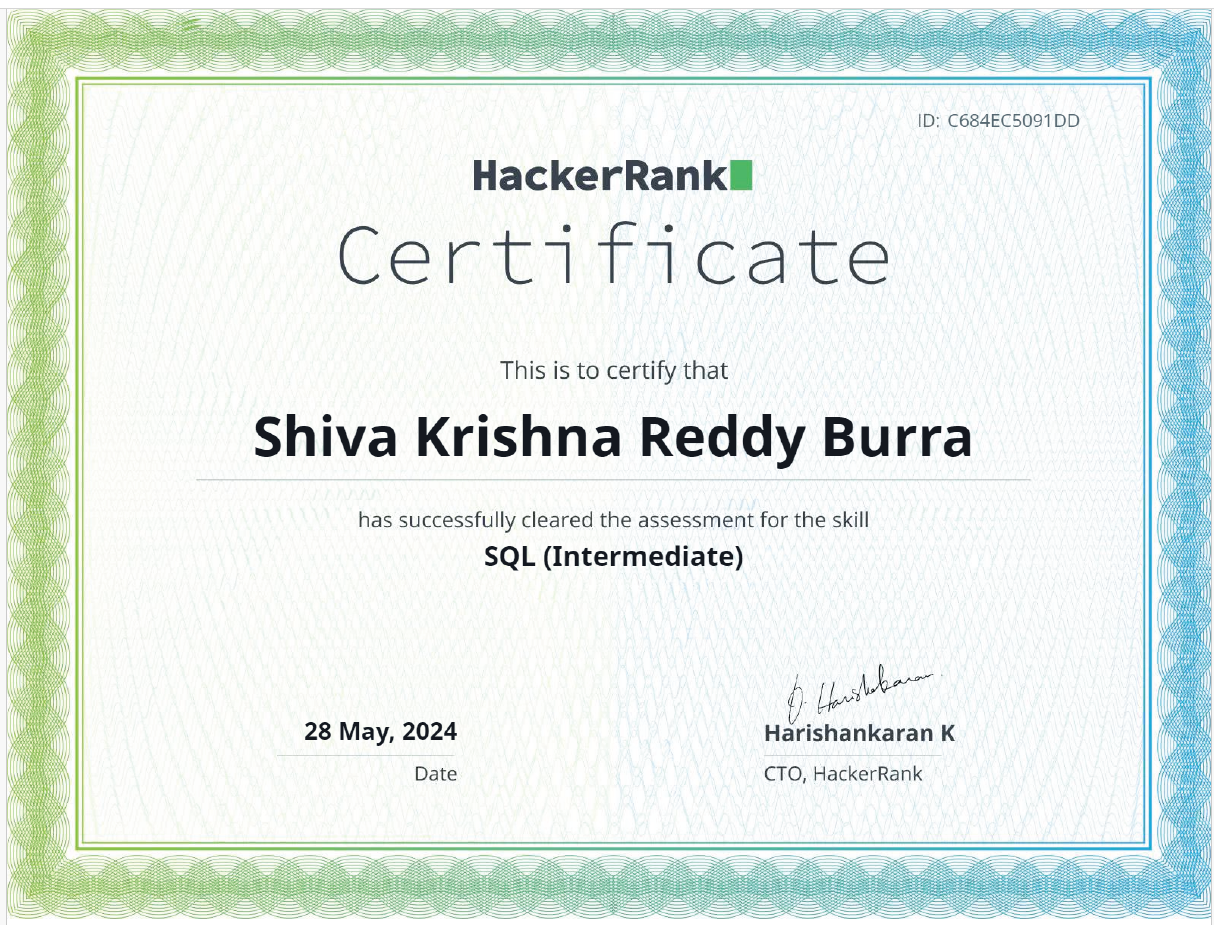 ID: C684EC5091DD
HackerRank
Certificate
This is to certify that
Shiva Krishna Reddy Burra
has successfully cleared the assessment for the skill
SQL (Intermediate)
28 May, 2024
Date
Harishankaran K
CTO, HackerRank